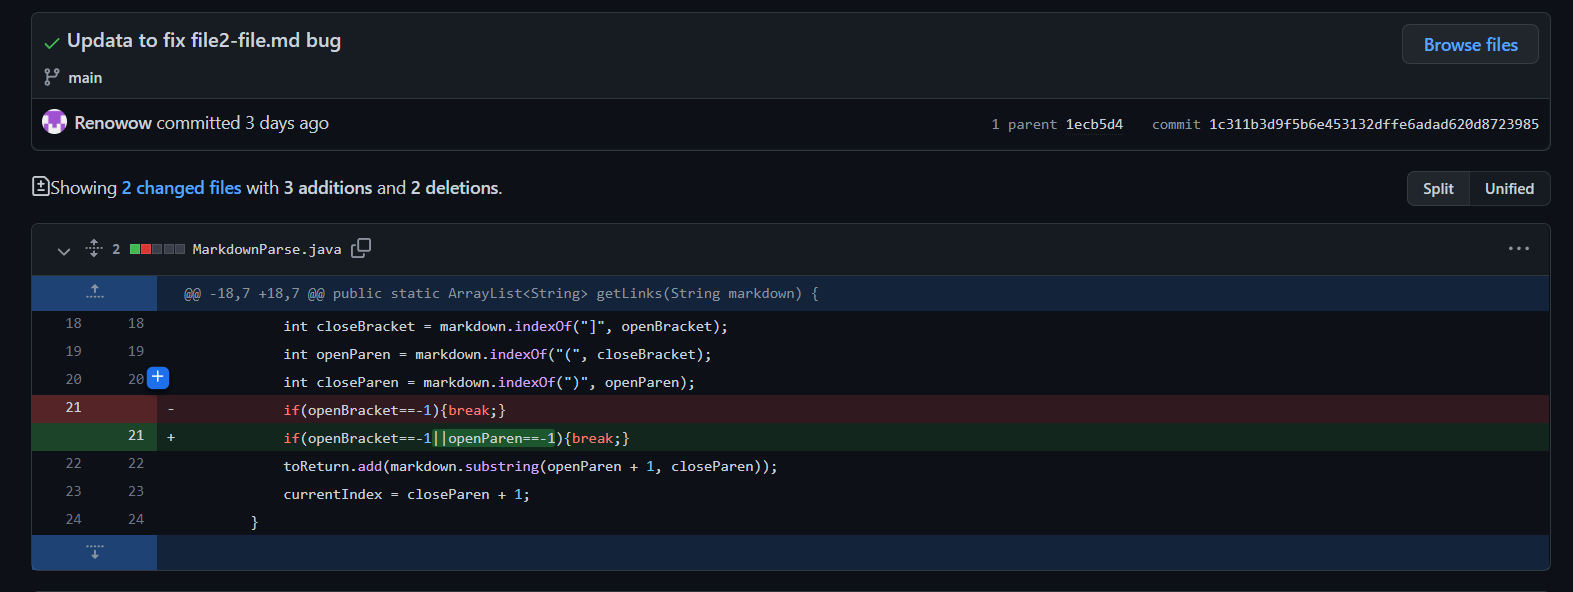 Updata to fix file2-file.md bug
Browse files
main
Renowow committed 3 days ago
1 parent 1ecb5d4 commit 1c311b3d9f5b6e453132dffe6adad620d8723985
Showing 2 changed files with 3 additions and 2 deletions.
Split Unified
2 MarkdownParse.java
@@ -18,7 +18,7 @@ public static ArrayList<String> getLinks(String markdown) {
18 18 int closeBracket = markdown.indexOf("]", openBracket);
19 19 int openParen = markdown.indexOf("(", closeBracket);
20 20 int closeParen = markdown.indexOf(")", openParen);
21 - if(openBracket==-1){break;}
21 + if(openBracket==-1||openParen==-1){break;}
22 22 toReturn.add(markdown.substring(openParen + 1, closeParen));
23 23 currentIndex = closeParen + 1;
24 24 }